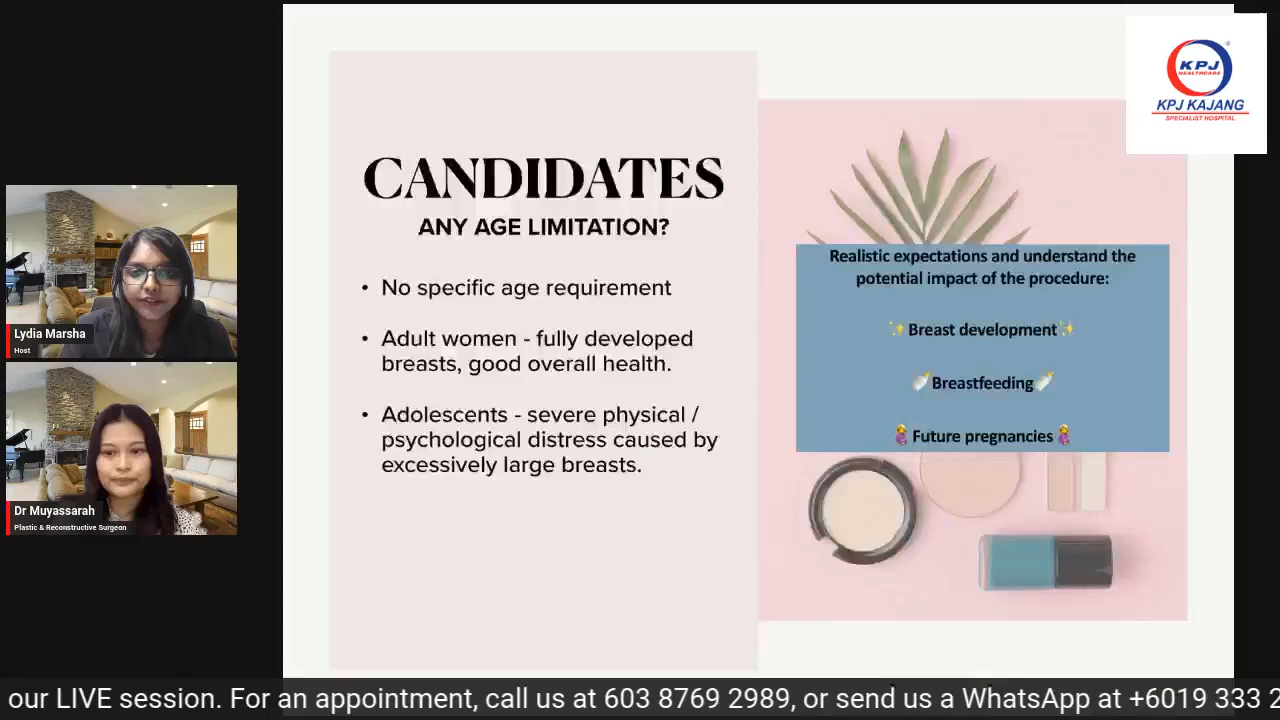 KPJ
HEALTHCARE
KPJ KAJANG
SPECIALIST HOSPITAL
CANDIDATES
ANY AGE LIMITATION?
• No specific age requirement
• Adult women - fully developed
breasts, good overall health.
• Adolescents - severe physical /
psychological distress caused by
excessively large breasts.
Realistic expectations and understand the
potential impact of the procedure:
✨Breast development✨
🍼Breastfeeding🍼
🤱Future pregnancies🤱
Lydia Marsha
Host
Dr Muyassarah
Plastic & Reconstructive Surgeon
our LIVE session. For an appointment, call us at 603 8769 2989, or send us a WhatsApp at +6019 333 2